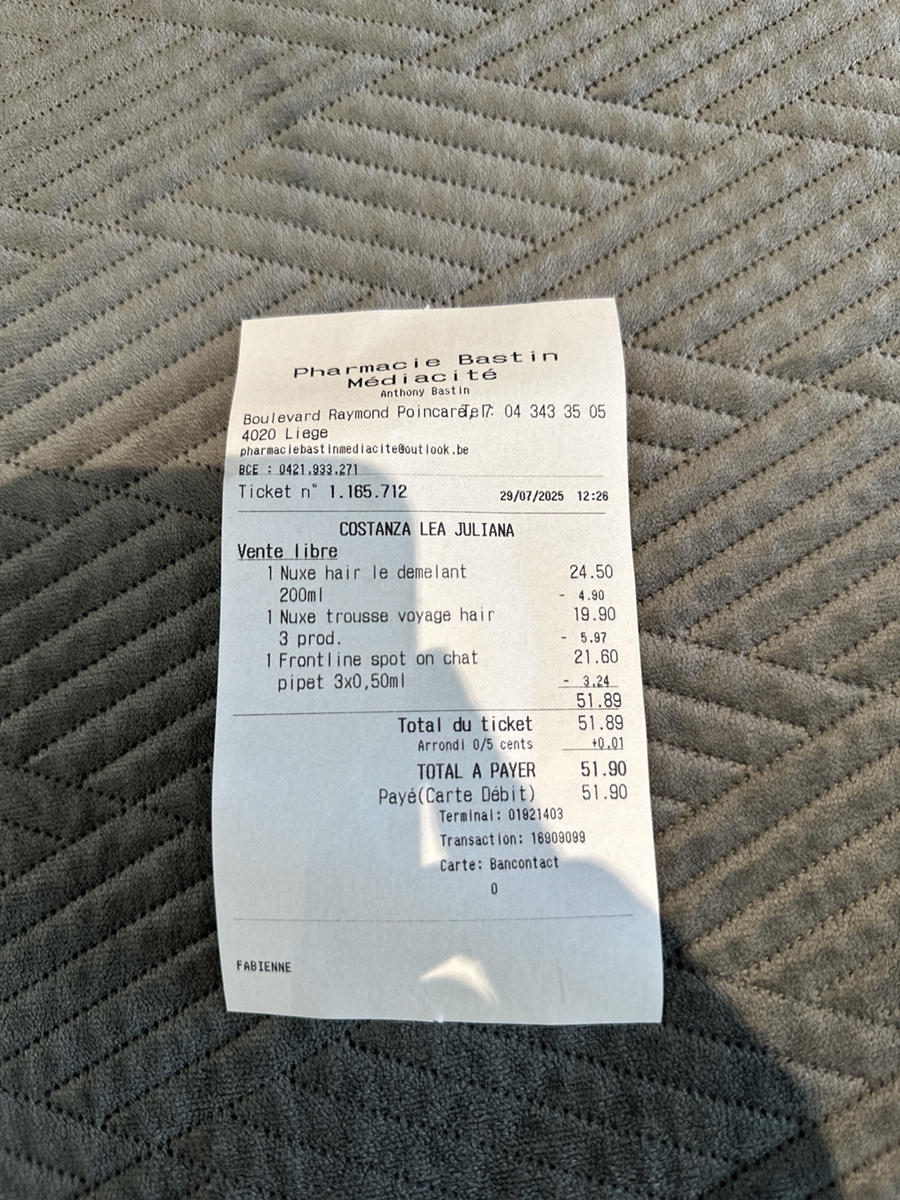 Pharmacie Bastin
Médiacité
Anthony Bastin
Boulevard Raymond Poincaré, 7 Tel: 04 343 35 05
4020 Liege
pharmaciebastinmediacite@outlook.be
BCE : 0421.933.271
Ticket n° 1.165.712 29/07/2025 12:26
COSTANZA LEA JULIANA
Vente libre
1 Nuxe hair le demelant 24.50
200ml - 4.90
1 Nuxe trousse voyage hair 19.90
3 prod. - 5.97
1 Frontline spot on chat 21.60
pipet 3x0,50ml - 3.24
51.89
Total du ticket 51.89
Arrondi 0/5 cents +0.01
TOTAL A PAYER 51.90
Payé(Carte Débit) 51.90
Terminal: 01921403
Transaction: 16909099
Carte: Bancontact
0
FABIENNE